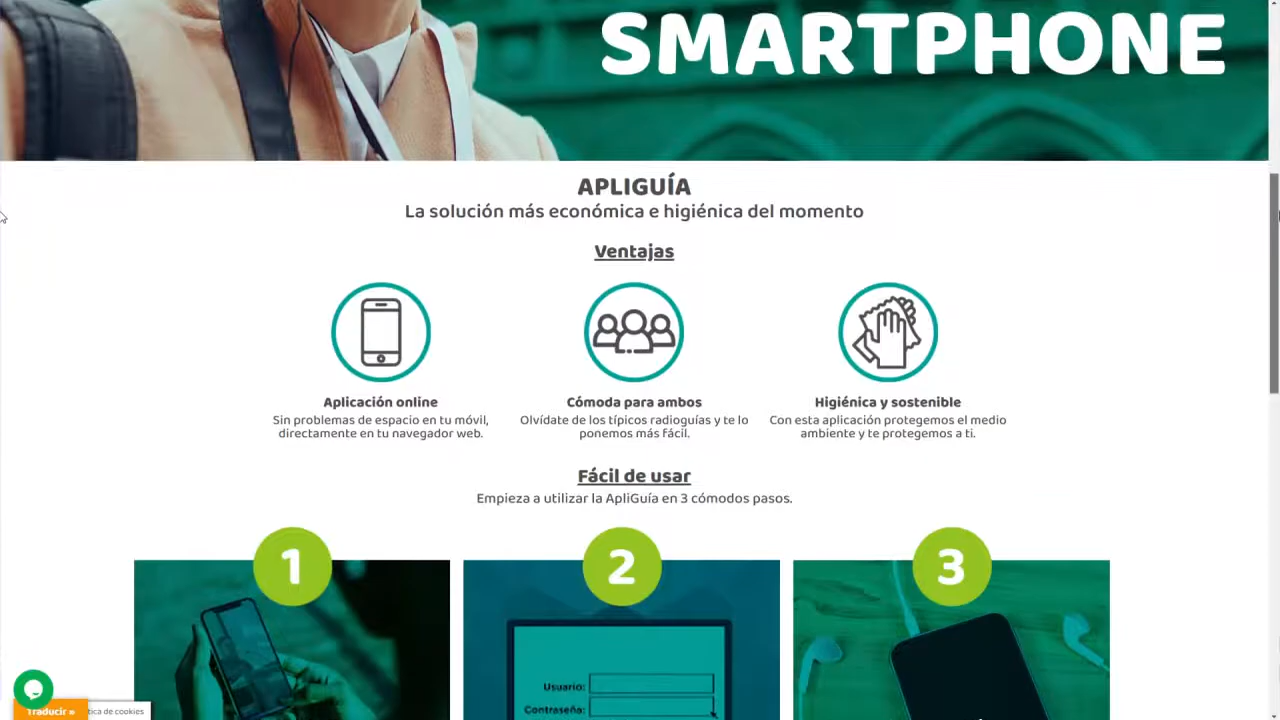 SMARTPHONE
APLIGUÍA
La solución más económica e higiénica del momento
Ventajas
Aplicación online
Sin problemas de espacio en tu móvil,
directamente en tu navegador web.
Cómoda para ambos
Olvídate de los típicos radioguías y te lo
ponemos más fácil.
Higiénica y sostenible
Con esta aplicación protegemos el medio
ambiente y te protegemos a ti.
Fácil de usar
Empieza a utilizar la ApliGuía en 3 cómodos pasos.
1
2
3
Usuario:
Contraseña:
Traducir »
tica de cookies